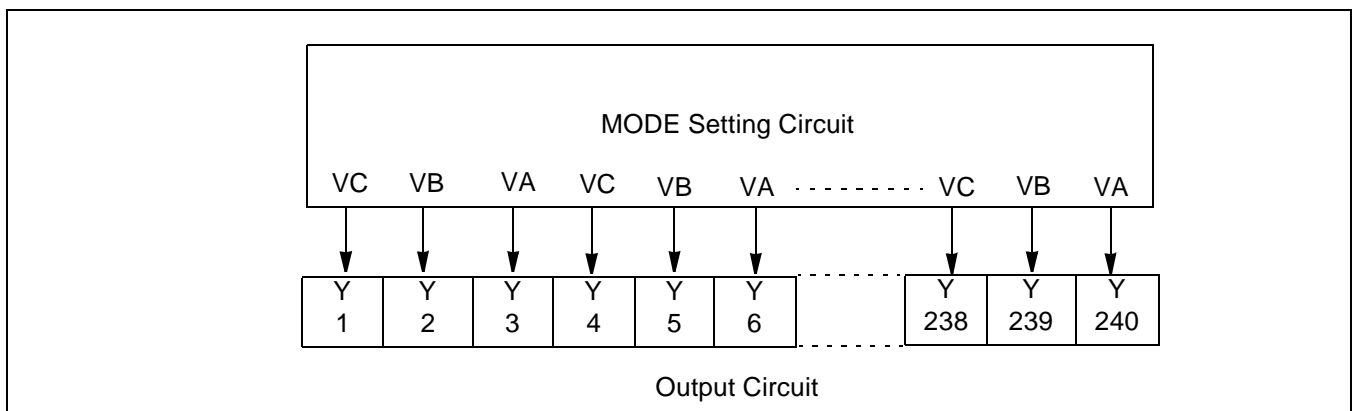 MODE Setting Circuit
VC VB VA VC VB VA VC VB VA
Y Y Y Y Y Y Y Y Y
1 2 3 4 5 6 238 239 240
Output Circuit